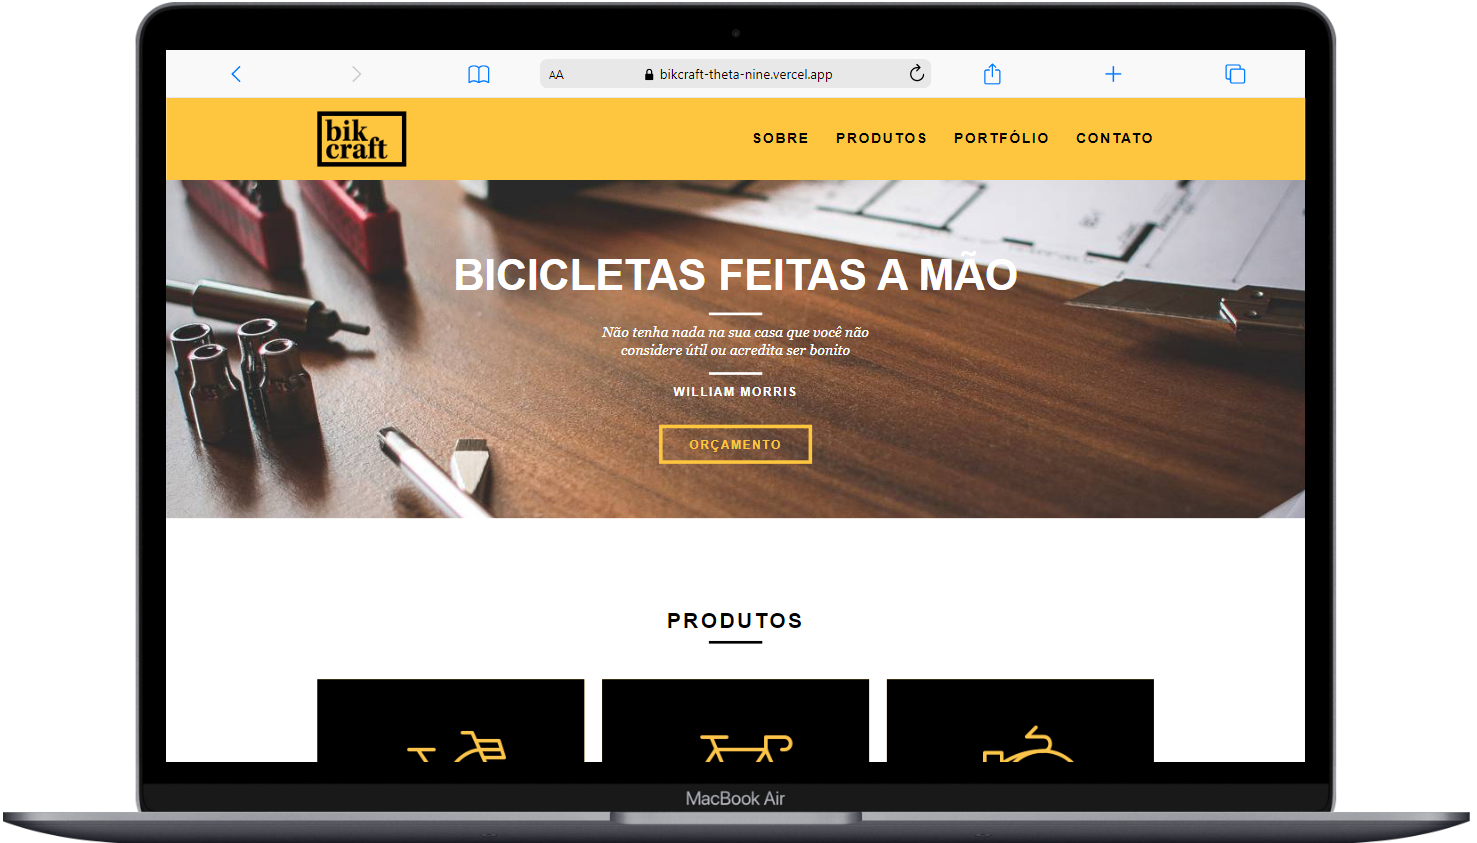 AA
bikcraft-theta-nine.vercel.app
bik
craft
SOBRE PRODUTOS PORTFÓLIO CONTATO
BICICLETAS FEITAS A MÃO
Não tenha nada na sua casa que você não
considere útil ou acredita ser bonito
WILLIAM MORRIS
ORÇAMENTO
PRODUTOS
MacBook Air